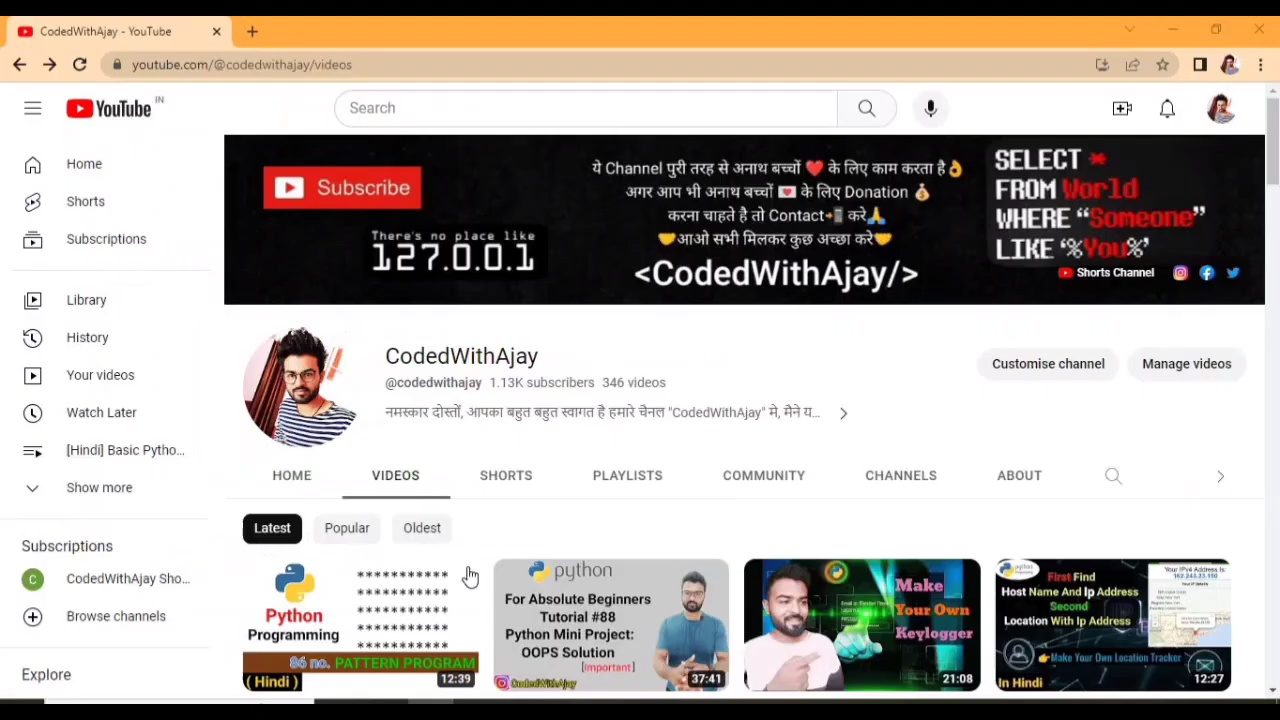 CodedWithAjay - YouTube
youtube.com/@codedwithajay/videos
YouTube IN
Search
Home
Shorts
Subscriptions
Library
History
Your videos
Watch Later
[Hindi] Basic Pytho...
Show more
Subscriptions
C
CodedWithAjay Sho...
Browse channels
Explore
Subscribe
There's no place like
127.0.0.1
ये Channel पुरी तरह से अनाथ बच्चों ❤️ के लिए काम करता है👌
अगर आप भी अनाथ बच्चों 💌 के लिए Donation 💰
करना चाहते है तो Contact📲 करे🙏
🤝आओ सभी मिलकर कुछ अच्छा करे🤝
<CodedWithAjay/>
SELECT *
FROM World
WHERE “Someone”
LIKE ‘%You%’
Shorts Channel
CodedWithAjay
@codedwithajay 1.13K subscribers 346 videos
नमस्कार दोस्तों, आपका बहुत बहुत स्वागत है हमारे चैनल "CodedWithAjay" मे, मैंने य...
Customise channel
Manage videos
HOME VIDEOS SHORTS PLAYLISTS COMMUNITY CHANNELS ABOUT
Latest Popular Oldest
Python
Programming
***********
***********
***********
***********
***********
86 no. PATTERN PROGRAM
( Hindi )
12:39
python
For Absolute Beginners
Tutorial #88
Python Mini Project:
OOPS Solution
[Important]
CodedWithAjay
37:41
Make
Your Own
Keylogger
21:08
First Find
Host Name And Ip Address
Second
Location With Ip Address
👉Make Your Own Location Tracker
In Hindi
Your IPv4 Address Is:
12:27